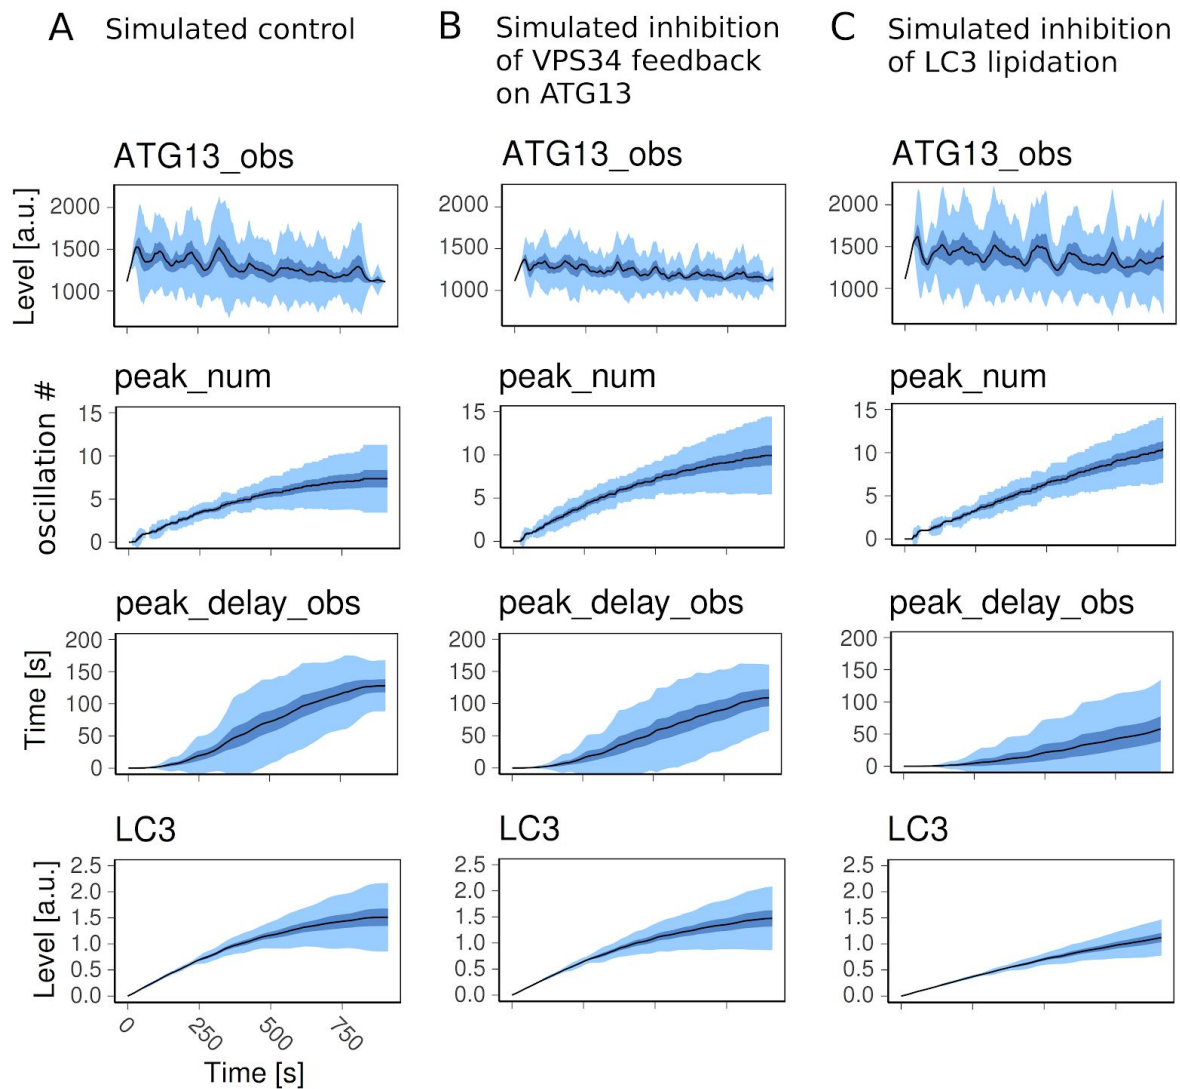 A Simulated control
B Simulated inhibition
of VPS34 feedback
on ATG13
C Simulated inhibition
of LC3 lipidation
ATG13_obs
ATG13_obs
ATG13_obs
Level [a.u.]
2000
1500
1000
2000
1500
1000
2000
1500
1000
peak_num
peak_num
peak_num
oscillation #
15
10
5
0
15
10
5
0
15
10
5
0
peak_delay_obs
peak_delay_obs
peak_delay_obs
Time [s]
200
150
100
50
0
200
150
100
50
0
200
150
100
50
0
LC3
LC3
LC3
Level [a.u.]
2.5
2.0
1.5
1.0
0.5
0.0
2.5
2.0
1.5
1.0
0.5
0.0
2.5
2.0
1.5
1.0
0.5
0.0
0 250 500 750
Time [s]